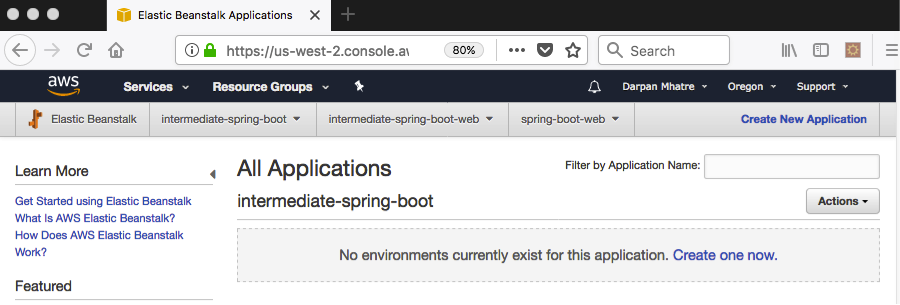 Elastic Beanstalk Applications
https://us-west-2.console.av
80%
Search
aws
Services
Resource Groups
Darpan Mhatre
Oregon
Support
Elastic Beanstalk
intermediate-spring-boot
intermediate-spring-boot-web
spring-boot-web
Create New Application
Learn More
Get Started using Elastic Beanstalk
What Is AWS Elastic Beanstalk?
How Does AWS Elastic Beanstalk
Work?
Featured
All Applications
Filter by Application Name:
intermediate-spring-boot
Actions
No environments currently exist for this application. Create one now.